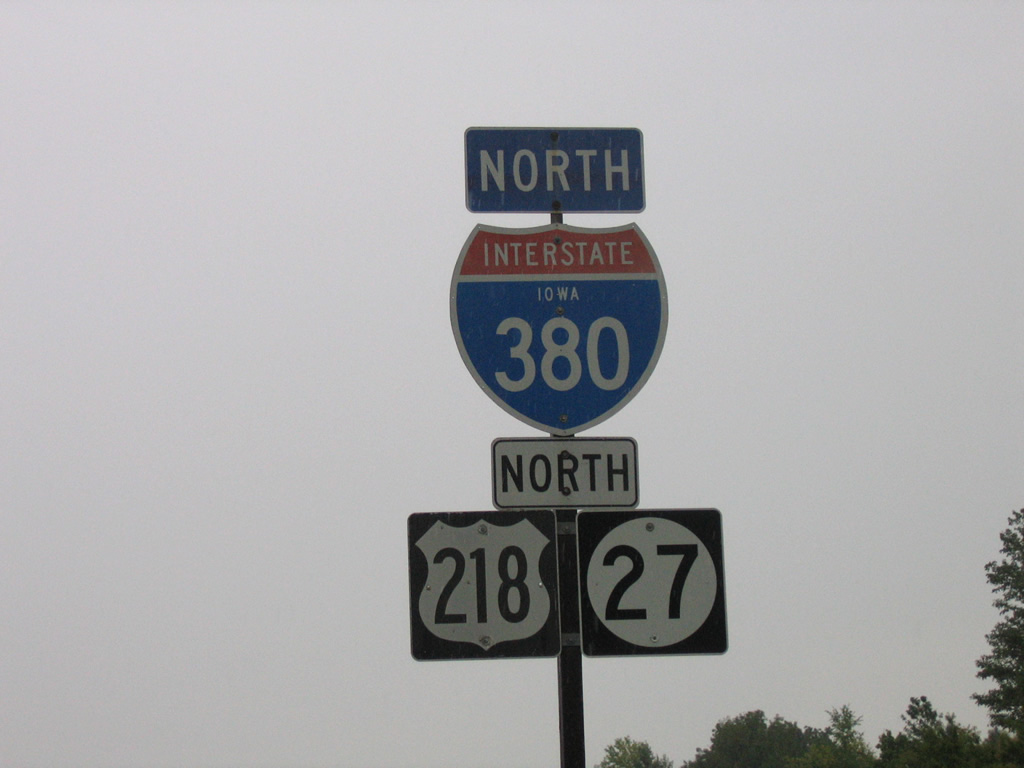 NORTH
INTERSTATE
IOWA
380
NORTH
218 27